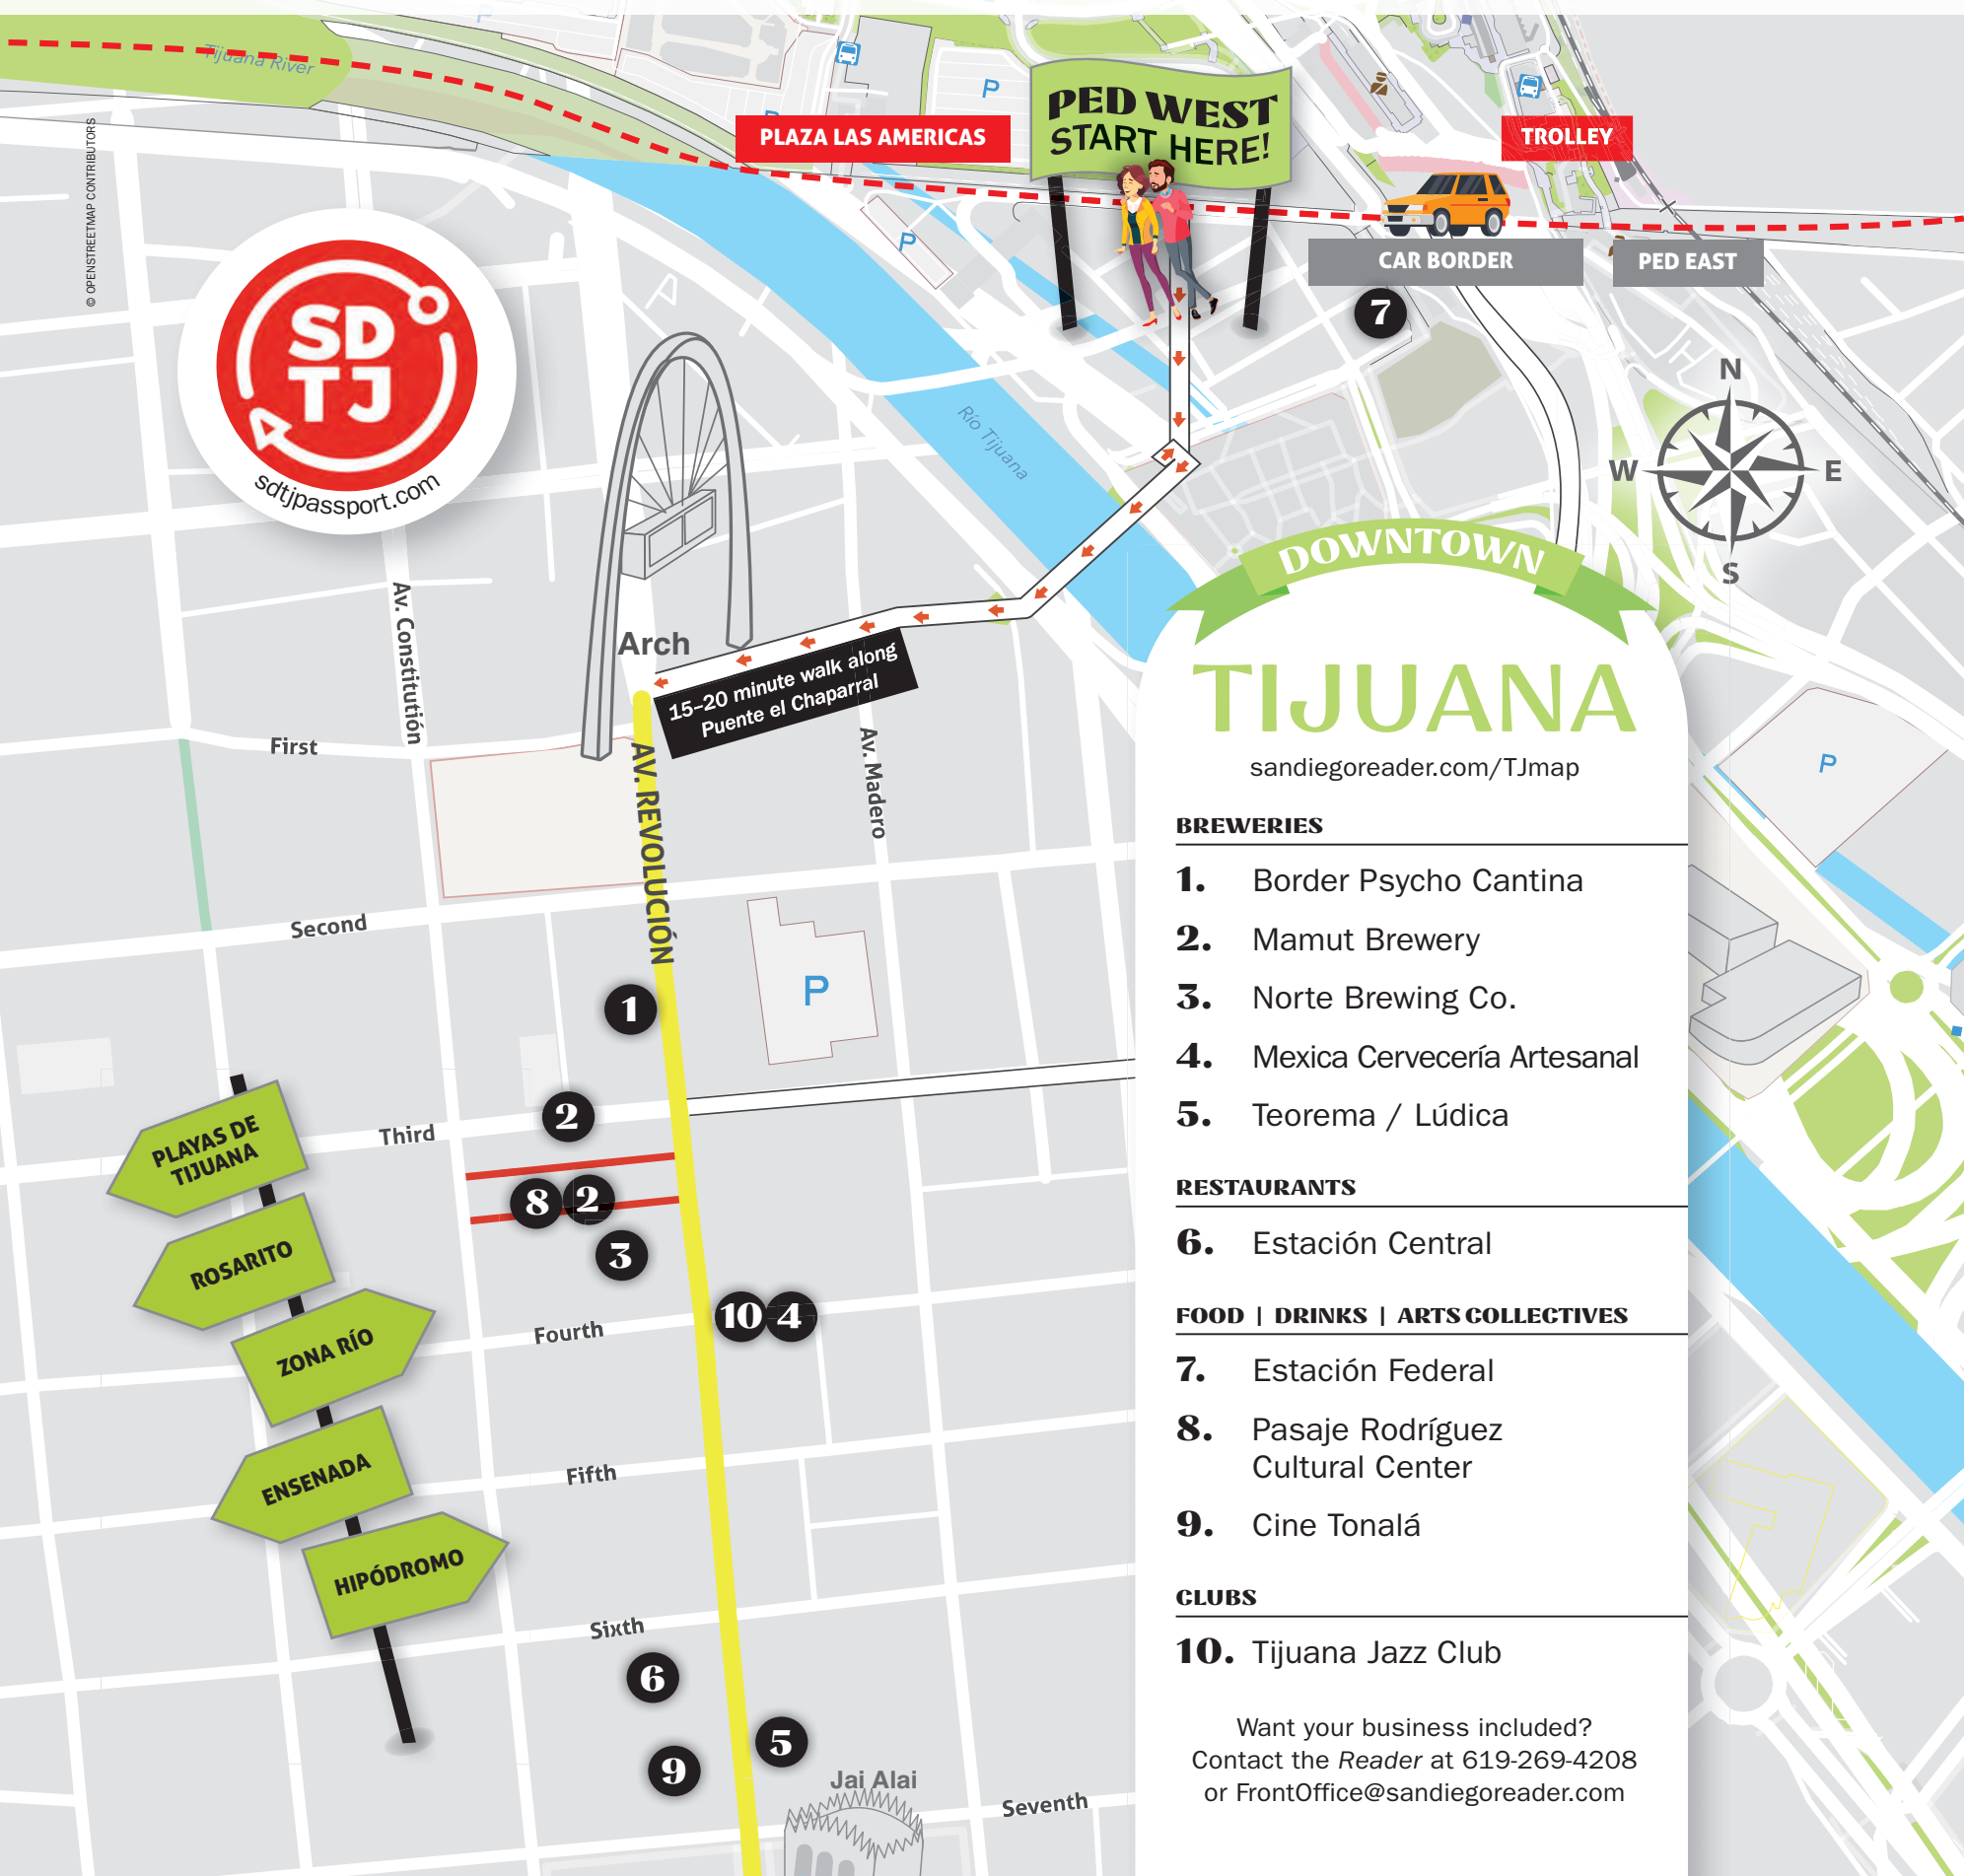 Tijuana River
© OPENSTREETMAP CONTRIBUTORS
P
P
P
PLAZA LAS AMERICAS
PED WEST
START HERE!
TROLLEY
CAR BORDER
PED EAST
7
P
SD
TJ
sdtjpassport.com
N
W
E
S
Río Tijuana
Arch
15–20 minute walk along
Puente el Chaparral
Av. Constitutión
First
AV. REVOLUCIÓN
Av. Madero
Second
1
P
2
Third
8
2
3
10
4
Fourth
Fifth
Sixth
6
5
9
Jai Alai
Seventh
PLAYAS DE
TIJUANA
ROSARITO
ZONA RÍO
ENSENADA
HIPÓDROMO
P
DOWNTOWN
TIJUANA
sandiegoreader.com/TJmap
BREWERIES
1. Border Psycho Cantina
2. Mamut Brewery
3. Norte Brewing Co.
4. Mexica Cervecería Artesanal
5. Teorema / Lúdica
RESTAURANTS
6. Estación Central
FOOD | DRINKS | ARTS COLLECTIVES
7. Estación Federal
8. Pasaje Rodríguez
Cultural Center
9. Cine Tonalá
CLUBS
10. Tijuana Jazz Club
Want your business included?
Contact the Reader at 619-269-4208
or FrontOffice@sandiegoreader.com